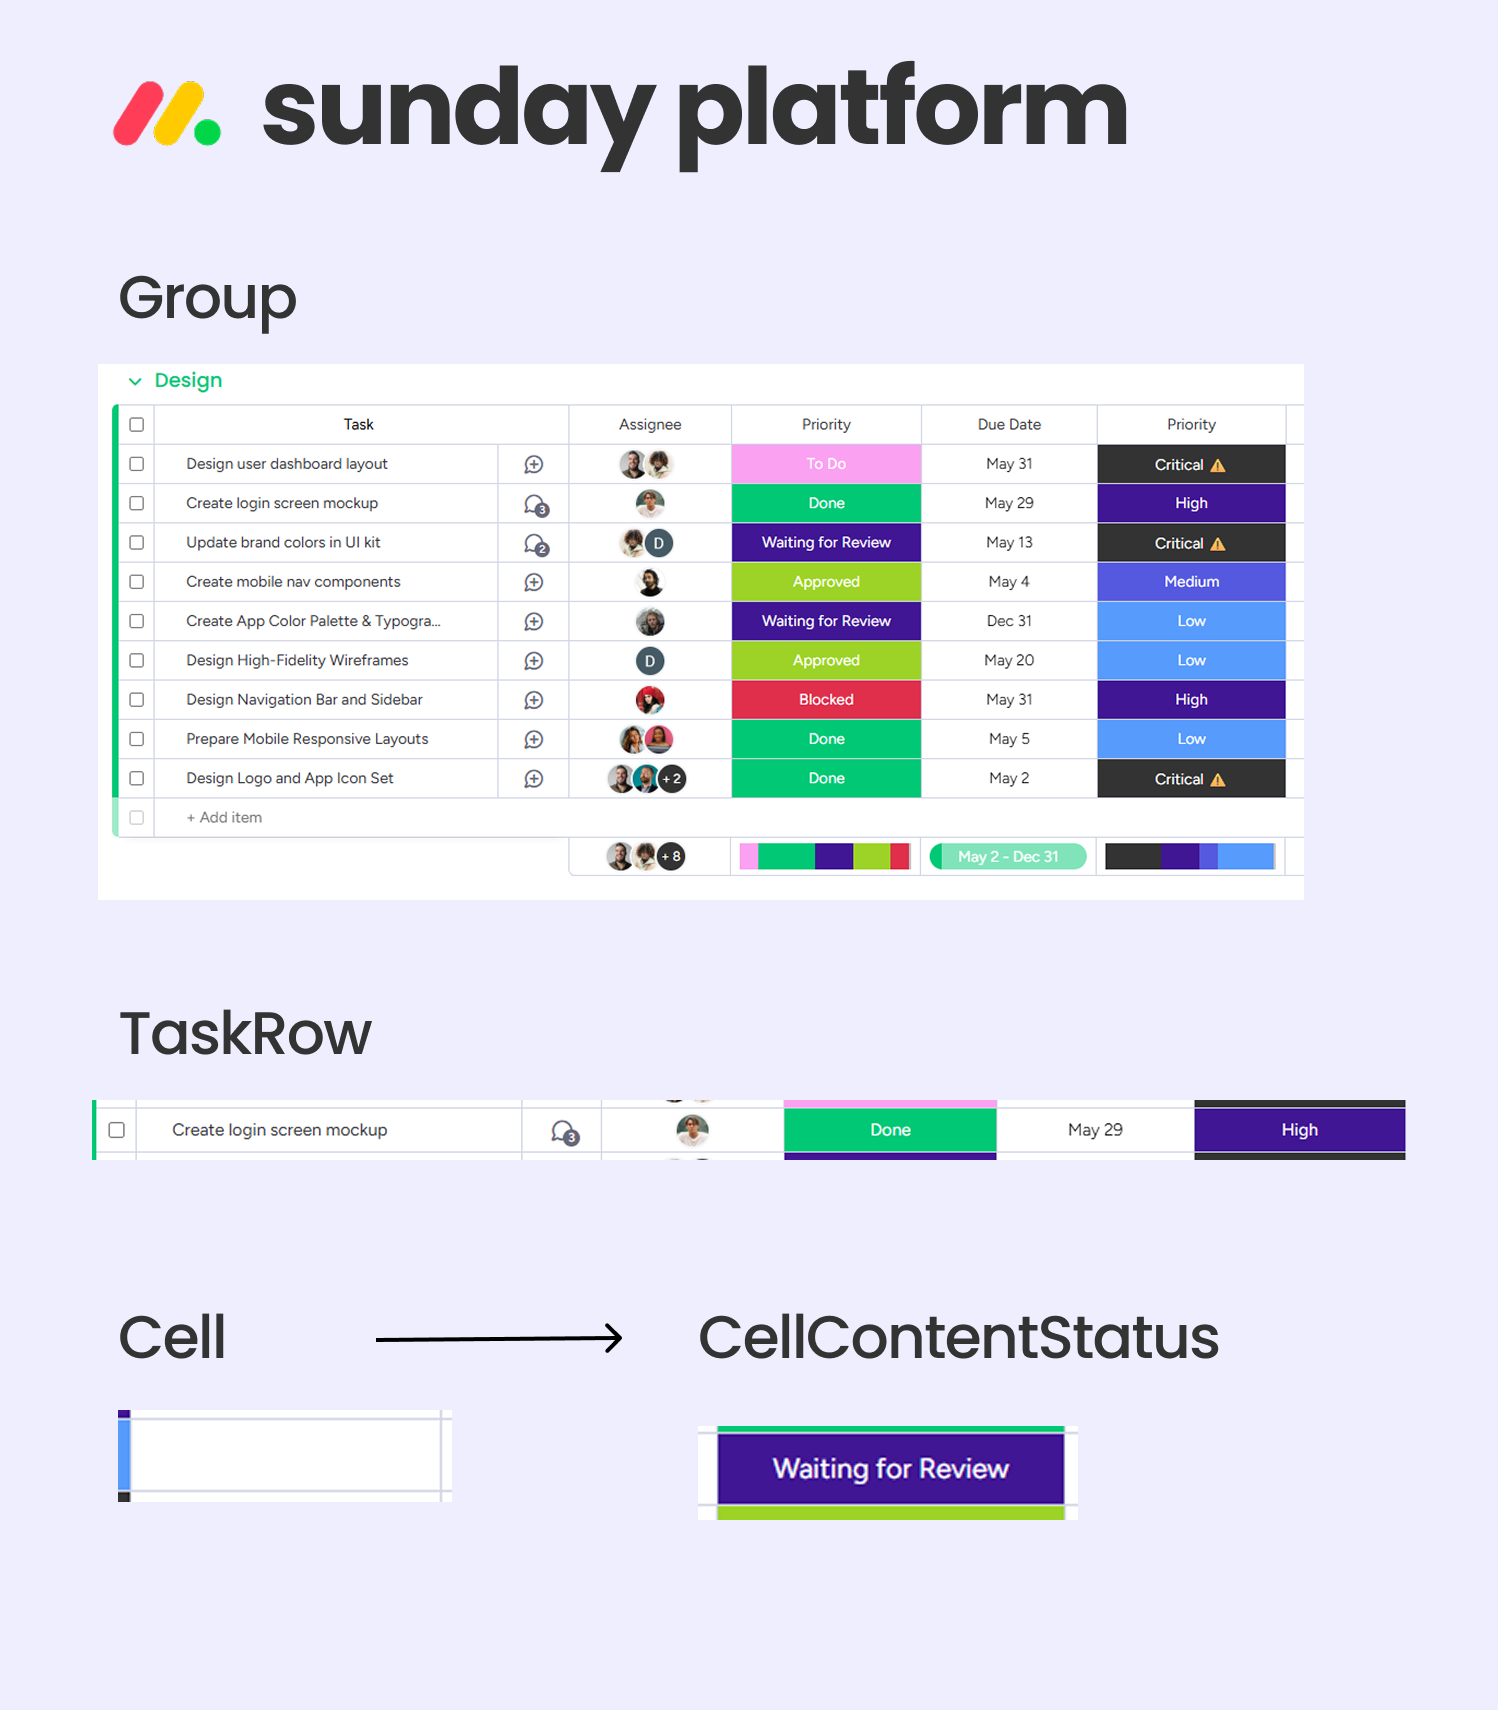 sunday platform
Group
Design
Task Assignee Priority Due Date Priority
Design user dashboard layout To Do May 31 Critical
Create login screen mockup 3 Done May 29 High
Update brand colors in UI kit 2 D Waiting for Review May 13 Critical
Create mobile nav components Approved May 4 Medium
Create App Color Palette & Typogra... Waiting for Review Dec 31 Low
Design High-Fidelity Wireframes D Approved May 20 Low
Design Navigation Bar and Sidebar Blocked May 31 High
Prepare Mobile Responsive Layouts Done May 5 Low
Design Logo and App Icon Set + 2 Done May 2 Critical
+ Add item
+ 8 May 2 - Dec 31
TaskRow
Create login screen mockup 3 Done May 29 High
Cell CellContentStatus
Waiting for Review